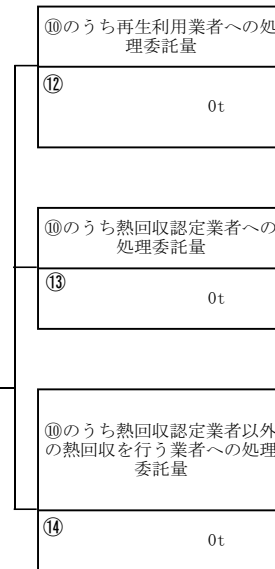 ⑩のうち再生利用業者への処
理委託量
⑫
0t
⑩のうち熱回収認定業者への
処理委託量
⑬
0t
⑩のうち熱回収認定業者以外
の熱回収を行う業者への処理
委託量
⑭
0t